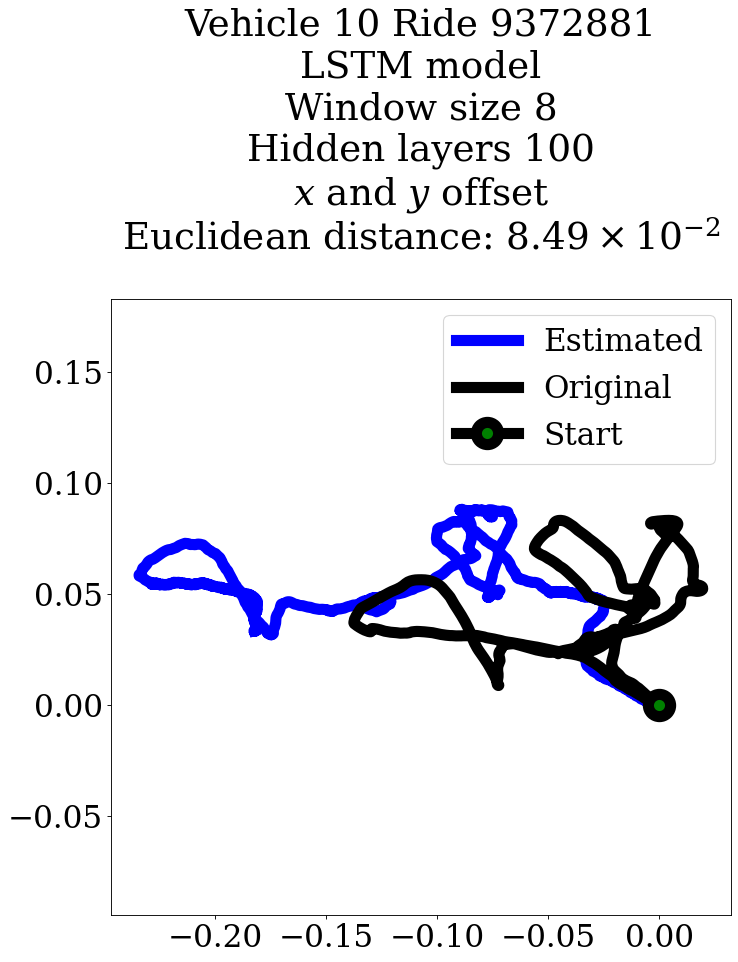 Vehicle 10 Ride 9372881
LSTM model
Window size 8
Hidden layers 100
x and y offset
Euclidean distance: 8.49 × 10⁻²
Estimated
Original
Start
0.15
0.10
0.05
0.00
−0.05
−0.20 −0.15 −0.10 −0.05 0.00